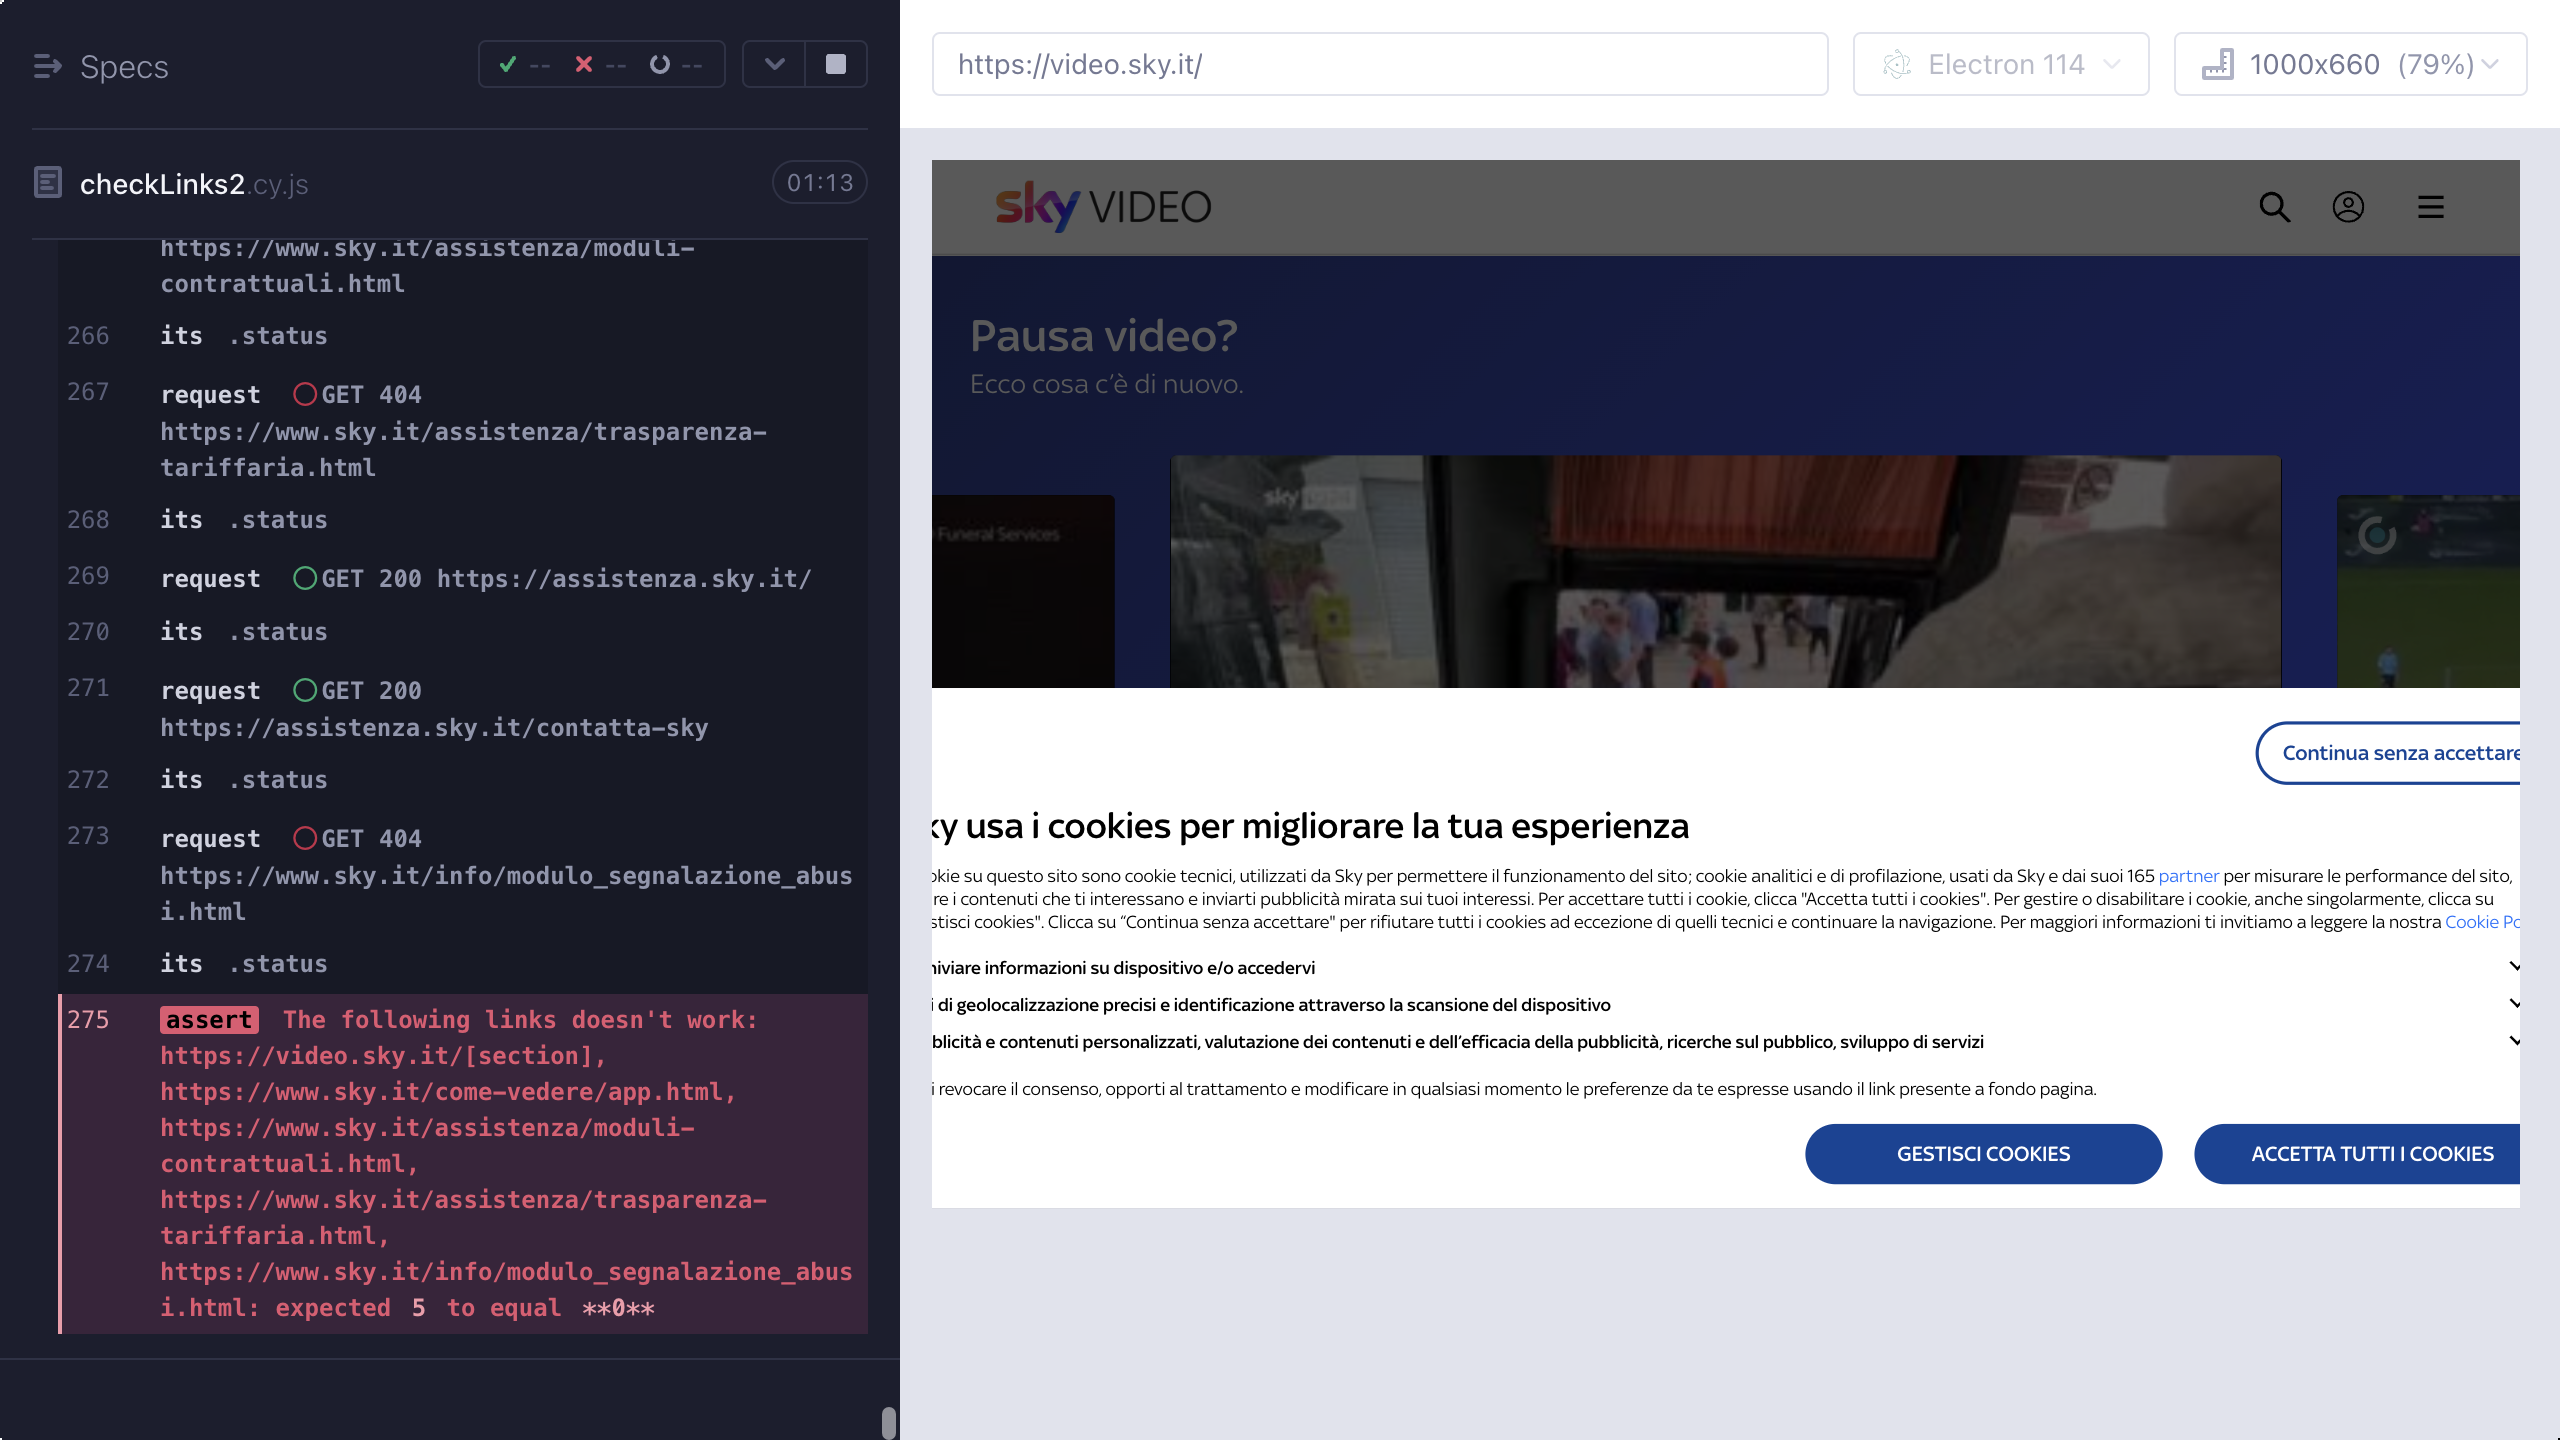 Specs
-- -- --
checkLinks2.cy.js
01:13
https://www.sky.it/assistenza/moduli-
contrattuali.html
266 its .status
267 request GET 404
https://www.sky.it/assistenza/trasparenza-
tariffaria.html
268 its .status
269 request GET 200 https://assistenza.sky.it/
270 its .status
271 request GET 200
https://assistenza.sky.it/contatta-sky
272 its .status
273 request GET 404
https://www.sky.it/info/modulo_segnalazione_abus
i.html
274 its .status
275 assert The following links doesn't work:
https://video.sky.it/[section],
https://www.sky.it/come-vedere/app.html,
https://www.sky.it/assistenza/moduli-
contrattuali.html,
https://www.sky.it/assistenza/trasparenza-
tariffaria.html,
https://www.sky.it/info/modulo_segnalazione_abus
i.html: expected 5 to equal **0**
https://video.sky.it/
Electron 114
1000x660 (79%)
sky VIDEO
Pausa video?
Ecco cosa c'è di nuovo.
Funeral Services
sky
Continua senza accettare
ky usa i cookies per migliorare la tua esperienza
okie su questo sito sono cookie tecnici, utilizzati da Sky per permettere il funzionamento del sito; cookie analitici e di profilazione, usati da Sky e dai suoi 165 partner per misurare le performance del sito,
re i contenuti che ti interessano e inviarti pubblicità mirata sui tuoi interessi. Per accettare tutti i cookie, clicca "Accetta tutti i cookies". Per gestire o disabilitare i cookie, anche singolarmente, clicca su
stisci cookies". Clicca su “Continua senza accettare" per rifiutare tutti i cookies ad eccezione di quelli tecnici e continuare la navigazione. Per maggiori informazioni ti invitiamo a leggere la nostra Cookie Po
hiviare informazioni su dispositivo e/o accedervi
i di geolocalizzazione precisi e identificazione attraverso la scansione del dispositivo
blicità e contenuti personalizzati, valutazione dei contenuti e dell’efficacia della pubblicità, ricerche sul pubblico, sviluppo di servizi
i revocare il consenso, opporti al trattamento e modificare in qualsiasi momento le preferenze da te espresse usando il link presente a fondo pagina.
GESTISCI COOKIES
ACCETTA TUTTI I COOKIES